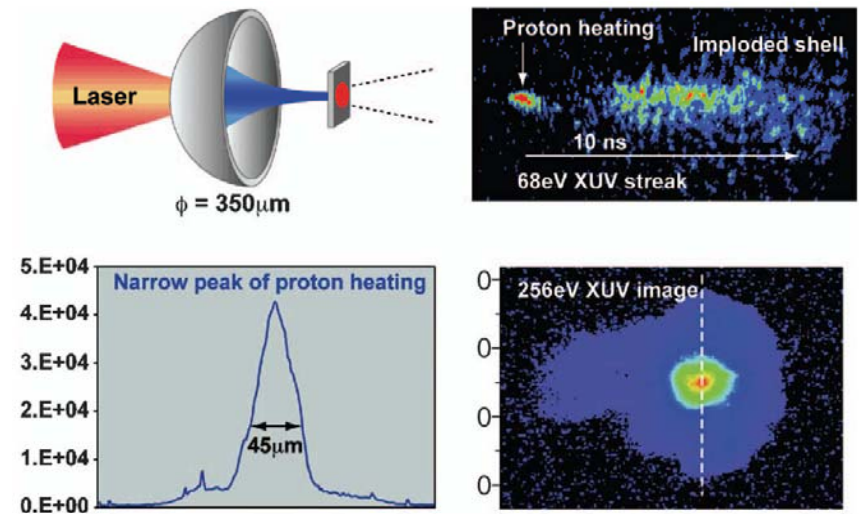 Laser
ϕ = 350µm
Proton heating
Imploded shell
10 ns
68eV XUV streak
5.E+04
4.E+04
3.E+04
2.E+04
1.E+04
0.E+00
Narrow peak of proton heating
45µm
256eV XUV image
0
0
0
0